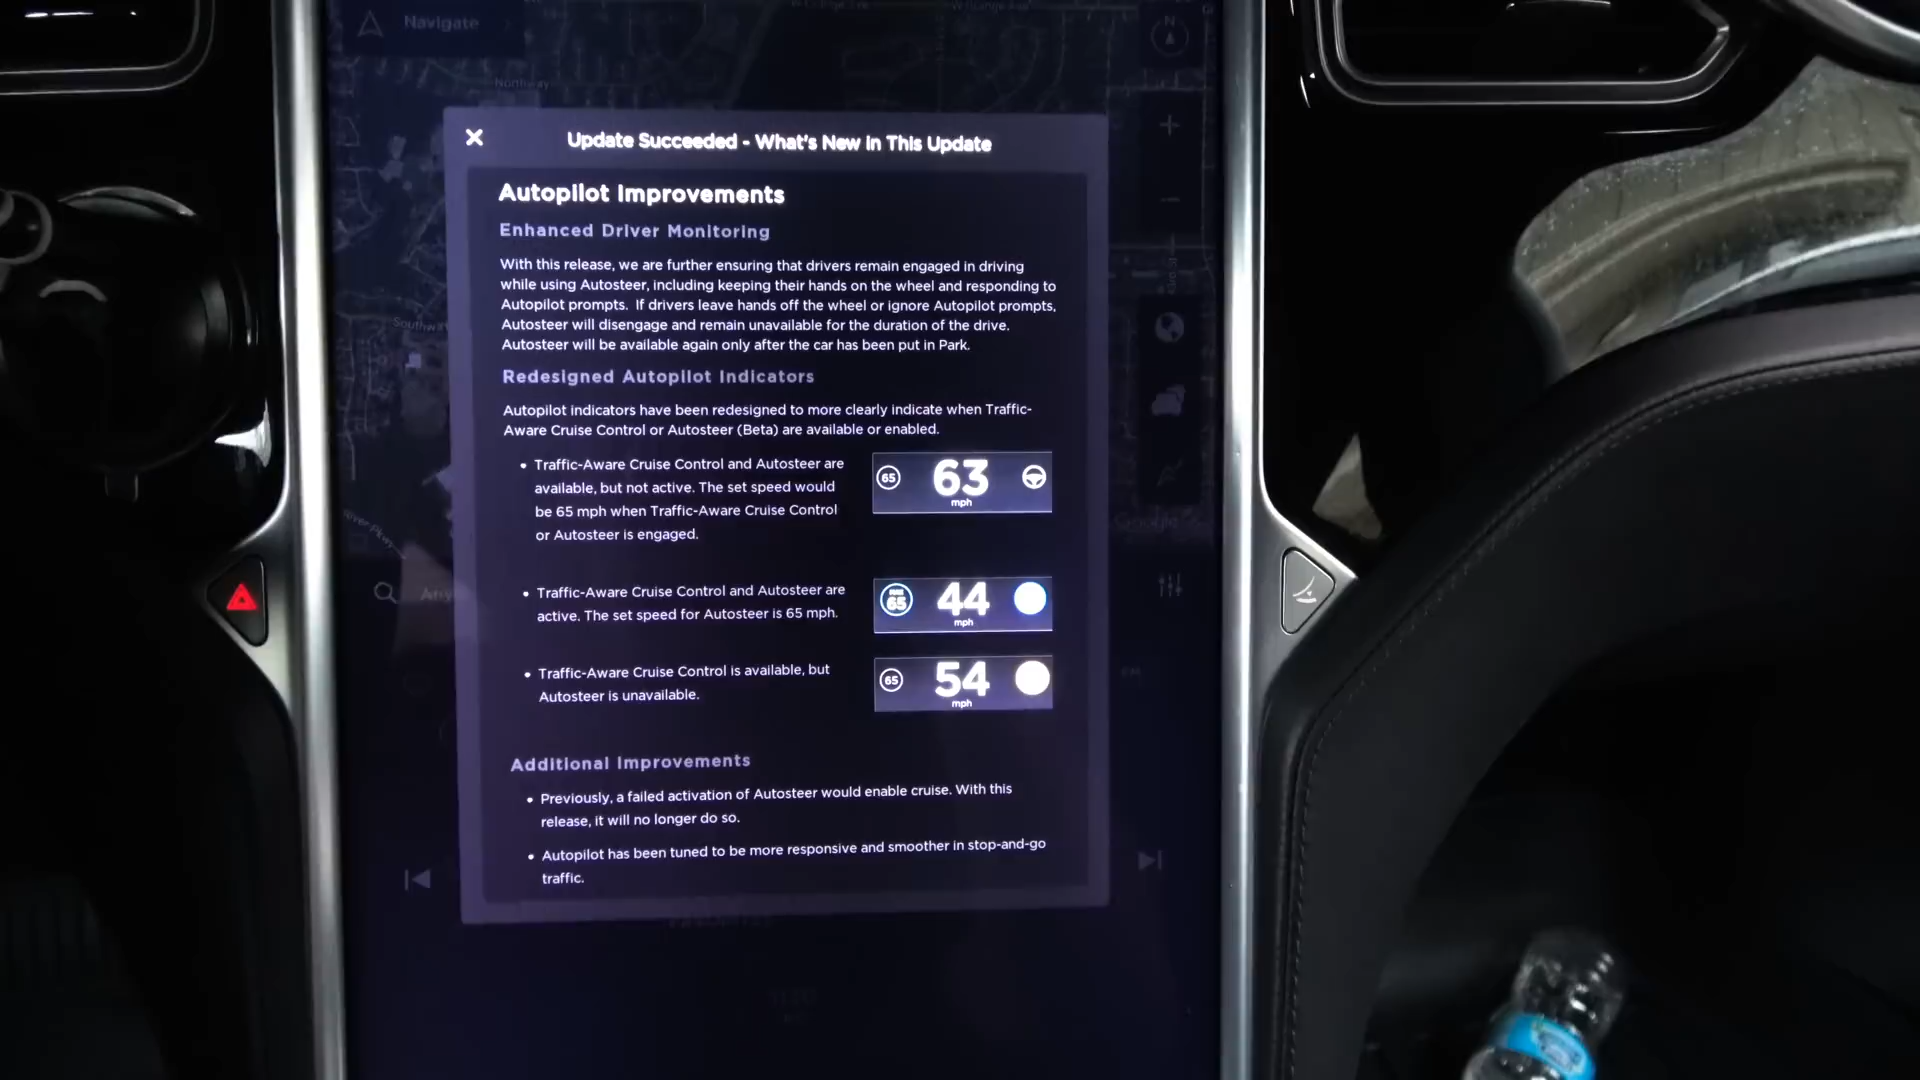 Navigate
N
Northway
Update Succeeded - What's New in This Update
Autopilot Improvements
Enhanced Driver Monitoring
With this release, we are further ensuring that drivers remain engaged in driving
while using Autosteer, including keeping their hands on the wheel and responding to
Autopilot prompts. If drivers leave hands off the wheel or ignore Autopilot prompts,
Autosteer will disengage and remain unavailable for the duration of the drive.
Autosteer will be available again only after the car has been put in Park.
Redesigned Autopilot Indicators
Autopilot indicators have been redesigned to more clearly indicate when Traffic-
Aware Cruise Control or Autosteer (Beta) are available or enabled.
• Traffic-Aware Cruise Control and Autosteer are
available, but not active. The set speed would
be 65 mph when Traffic-Aware Cruise Control
or Autosteer is engaged.
65 63
mph
Google
• Traffic-Aware Cruise Control and Autosteer are
active. The set speed for Autosteer is 65 mph.
65 44
mph
• Traffic-Aware Cruise Control is available, but
Autosteer is unavailable.
65 54
mph
Additional Improvements
• Previously, a failed activation of Autosteer would enable cruise. With this
release, it will no longer do so.
• Autopilot has been tuned to be more responsive and smoother in stop-and-go
traffic.